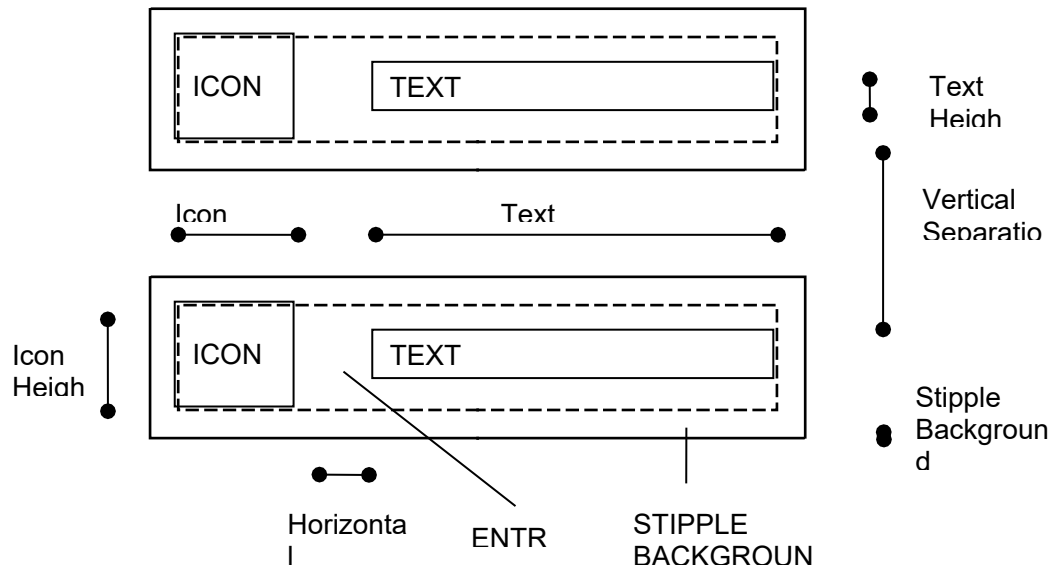 ICON
TEXT
Text
Heigh
Icon
Text
Vertical
Separatio
ICON
TEXT
Icon
Heigh
Stipple
Backgroun
d
Horizonta
l
ENTR
STIPPLE
BACKGROUN